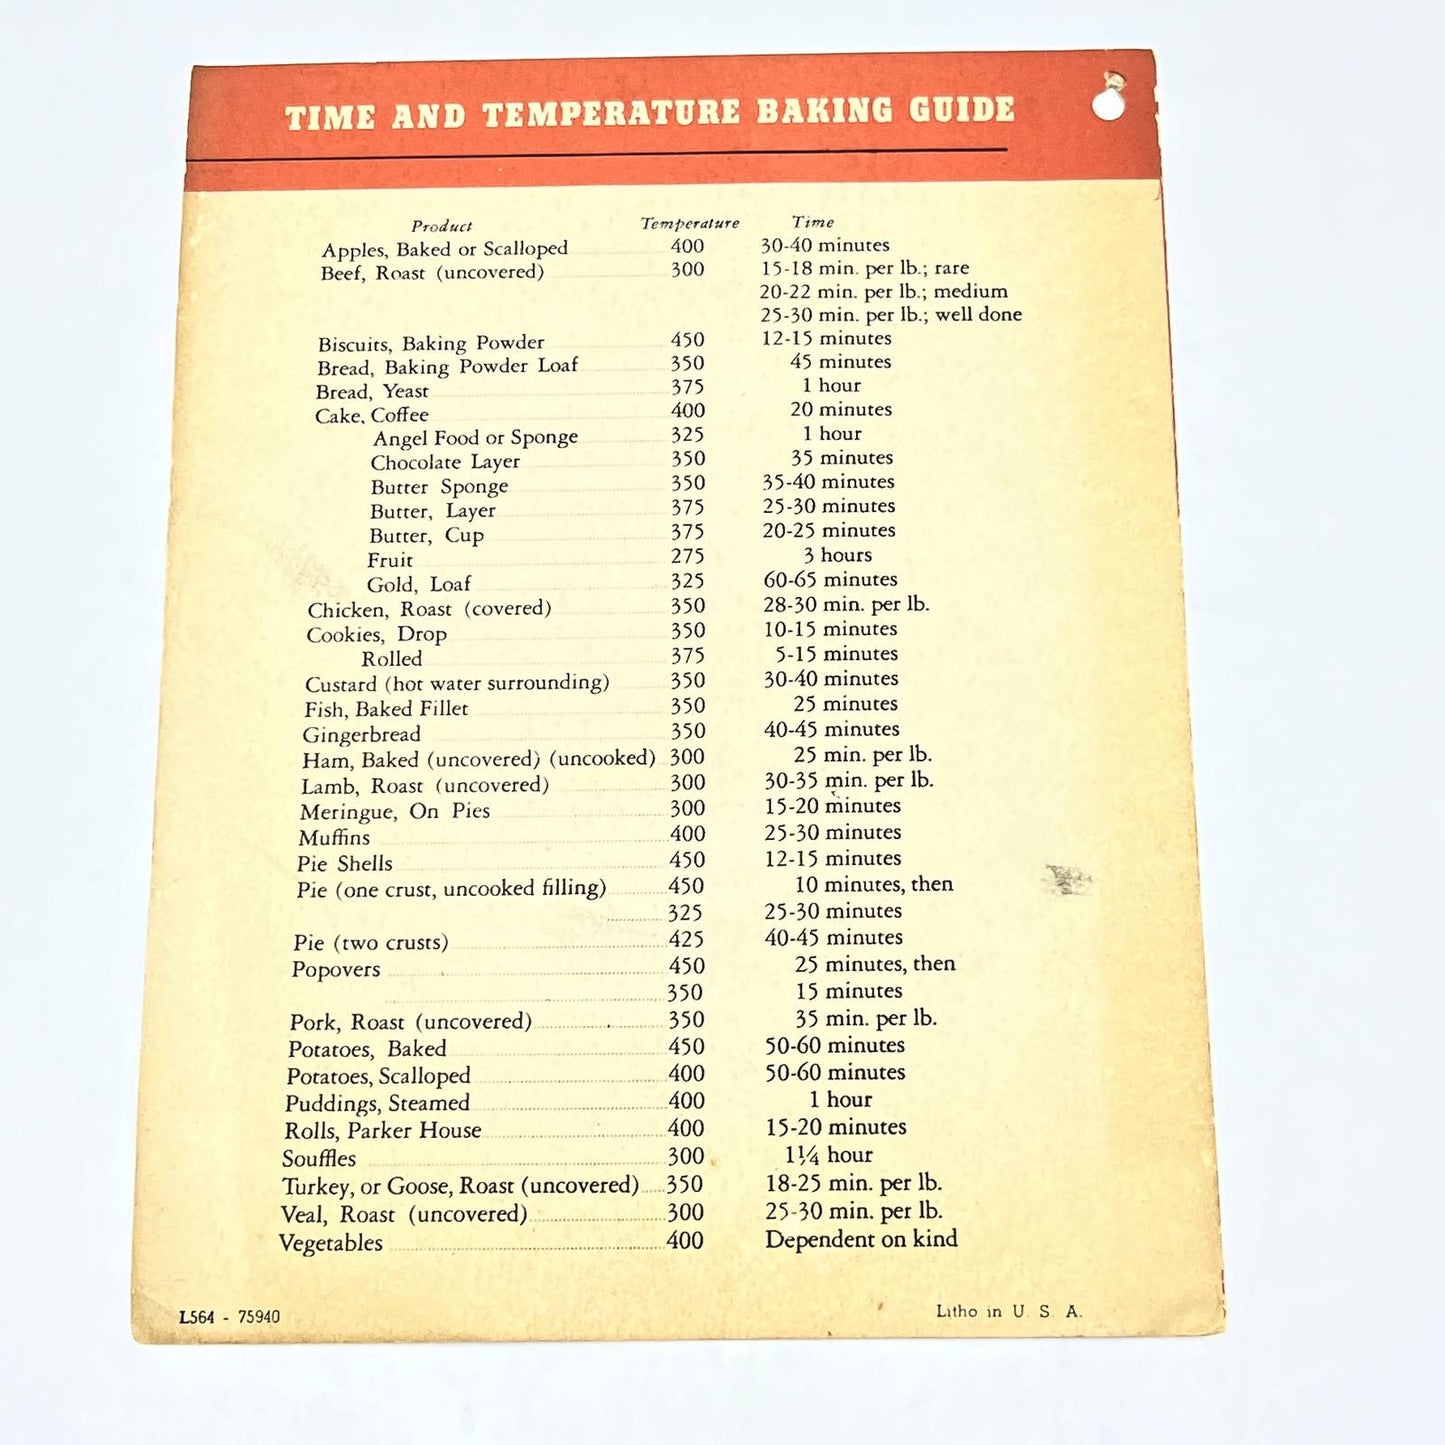 TIME AND TEMPERATURE BAKING GUIDE
Product Temperature Time
Apples, Baked or Scalloped 400 30-40 minutes
Beef, Roast (uncovered) 300 15-18 min. per lb.; rare
20-22 min. per lb.; medium
25-30 min. per lb.; well done
Biscuits, Baking Powder 450 12-15 minutes
Bread, Baking Powder Loaf 350 45 minutes
Bread, Yeast 375 1 hour
Cake, Coffee 400 20 minutes
Angel Food or Sponge 325 1 hour
Chocolate Layer 350 35 minutes
Butter Sponge 350 35-40 minutes
Butter, Layer 375 25-30 minutes
Butter, Cup 375 20-25 minutes
Fruit 275 3 hours
Gold, Loaf 325 60-65 minutes
Chicken, Roast (covered) 350 28-30 min. per lb.
Cookies, Drop 350 10-15 minutes
Rolled 375 5-15 minutes
Custard (hot water surrounding) 350 30-40 minutes
Fish, Baked Fillet 350 25 minutes
Gingerbread 350 40-45 minutes
Ham, Baked (uncovered) (uncooked) 300 25 min. per lb.
Lamb, Roast (uncovered) 300 30-35 min. per lb.
Meringue, On Pies 300 15-20 minutes
Muffins 400 25-30 minutes
Pie Shells 450 12-15 minutes
Pie (one crust, uncooked filling) 450 10 minutes, then
325 25-30 minutes
Pie (two crusts) 425 40-45 minutes
Popovers 450 25 minutes, then
350 15 minutes
Pork, Roast (uncovered) 350 35 min. per lb.
Potatoes, Baked 450 50-60 minutes
Potatoes, Scalloped 400 50-60 minutes
Puddings, Steamed 400 1 hour
Rolls, Parker House 400 15-20 minutes
Souffles 300 1¼ hour
Turkey, or Goose, Roast (uncovered) 350 18-25 min. per lb.
Veal, Roast (uncovered) 300 25-30 min. per lb.
Vegetables 400 Dependent on kind
L564 - 75940 Litho in U. S. A.